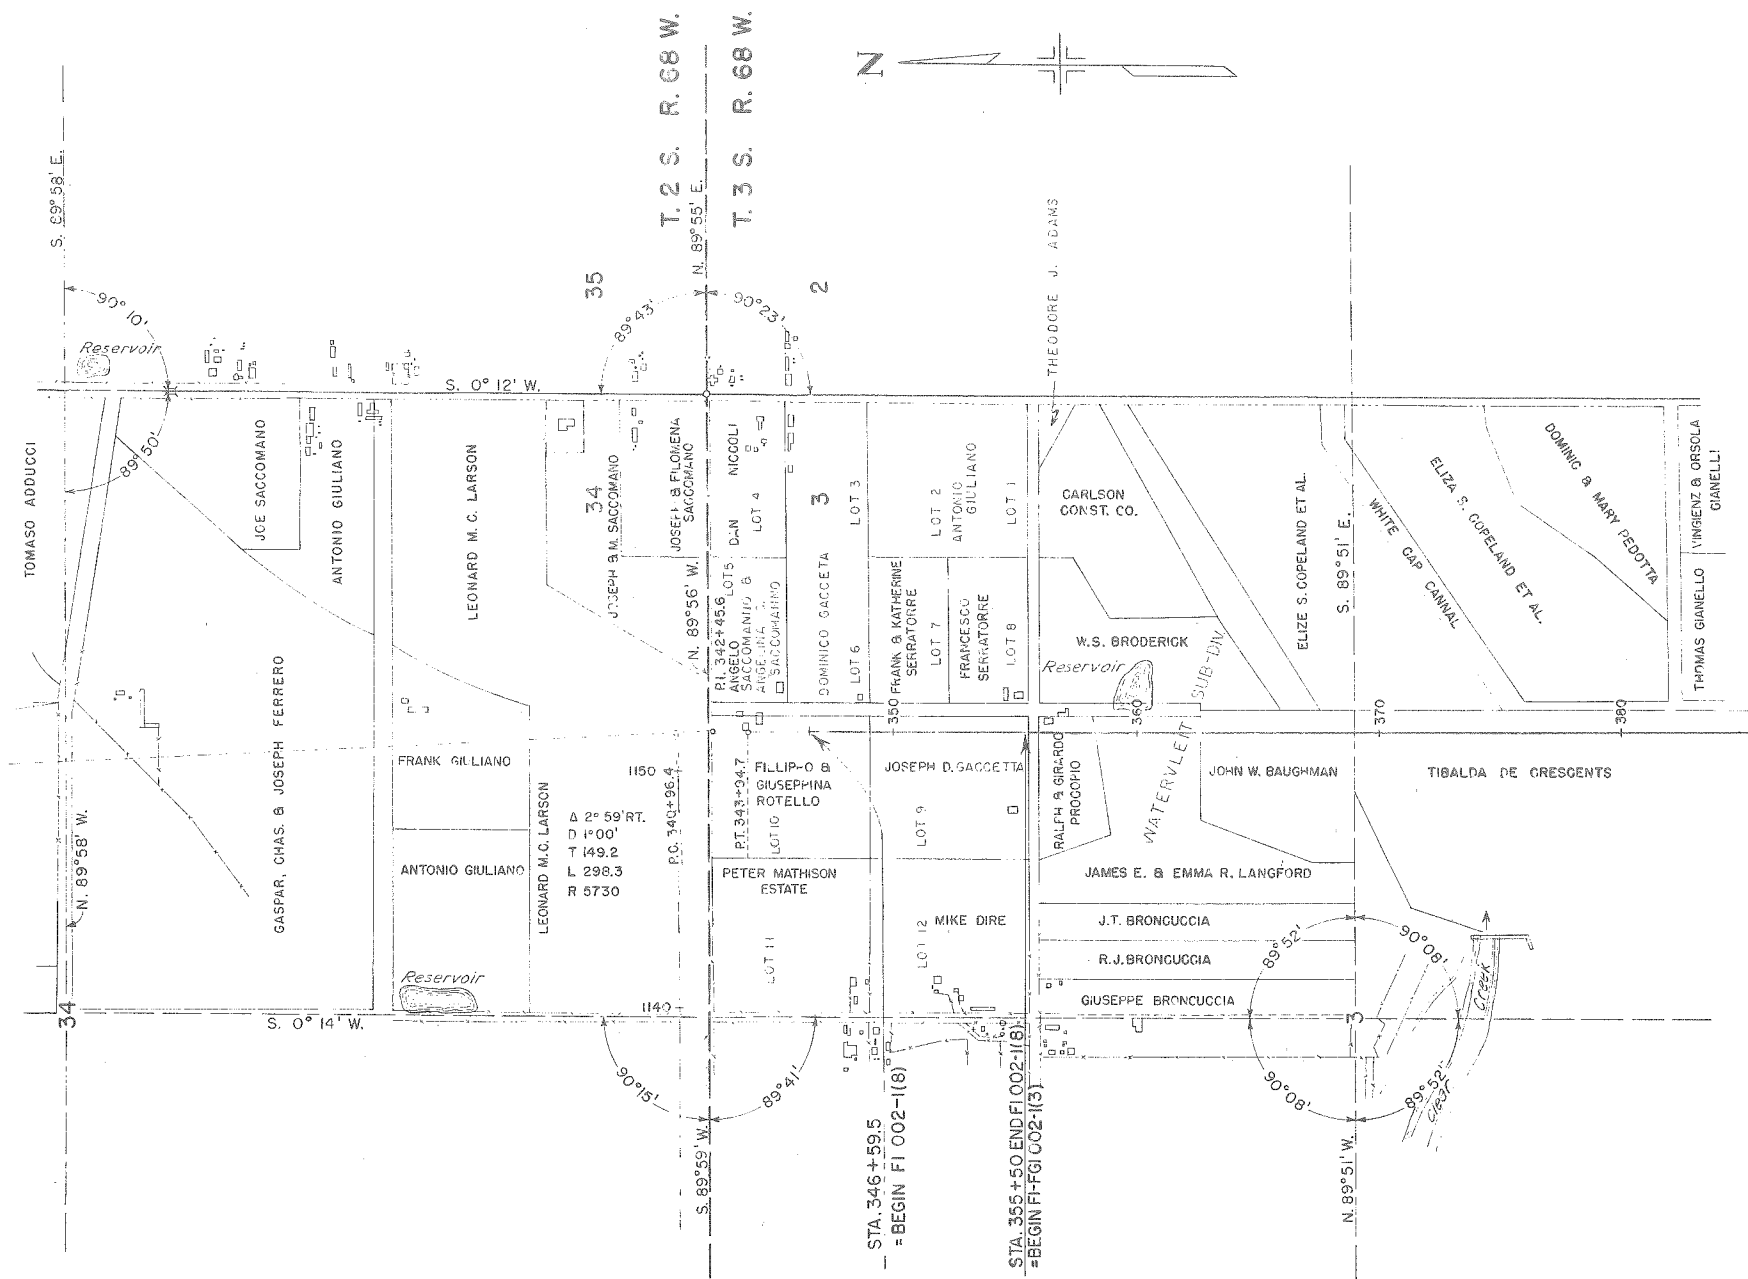 T. 2 S. R. 68 W.
T. 3 S. R. 68 W.
N
S. 89°58' E.
N. 89°55' E.
90° 10'
Reservoir
89°50'
S. 0° 12' W.
35
89°43'
90°23'
2
THEODORE J. ADAMS
TOMASO ADDUCCI
JOE SACCOMANO
ANTONIO GIULIANO
LEONARD M. C. LARSON
34
JOSEPH & M. SACCOMANO
JOSEPH & FILOMENA
SACCOMANO
DAN NICCOLI
LOT 4
3
LOT 3
LOT 2
ANTONIO
GIULIANO
LOT 1
CARLSON
CONST. CO.
ELIZE S. COPELAND ET AL.
S. 89°51' E.
WHITE CAP CANNAL
ELIZA S. COPELAND ET AL.
DOMINIC & MARY PEDOTTA
VINGIENZ & ORSOLA
GIANELLI
THOMAS GIANELLO
N. 89°56' W.
P.I. 342+45.6
LOT 5
ANGELO
SACCOMANNO &
ANGELINA
SACCOMANNO
DOMINICO GACCETA
LOT 6
FRANK & KATHERINE
SERRATORRE
LOT 7
FRANCESCO
SERRATORRE
LOT 8
W.S. BRODERICK
Reservoir
WATERVLEIT SUB-DIV.
350
360
370
380
GASPAR, CHAS. & JOSEPH FERRERO
FRANK GIULIANO
ANTONIO GIULIANO
LEONARD M.C. LARSON
Δ 2° 59' RT.
D 1°00'
T 149.2
L 298.3
R 5730
1150
P.C. 340+96.4
P.T. 343+94.7
FILLIPPO &
GIUSEPHINA
ROTELLO
LOT 10
JOSEPH D. GACCETTA
LOT 9
RALPH & GIRARDO
PROCOPIO
JOHN W. BAUGHMAN
TIBALDA DE CRESCENTS
PETER MATHISON
ESTATE
LOT 11
MIKE DIRE
LOT 12
JAMES E. & EMMA R. LANGFORD
J.T. BRONCUCCIA
R.J. BRONCUCCIA
GIUSEPPE BRONCUCCIA
N. 89°58' W.
34
S. 0° 14' W.
Reservoir
1140
90°15'
89°41'
S. 89°59' W.
STA. 346+59.5
= BEGIN FI 002-1(8)
STA. 355+50 END FI 002-1(8)
=BEGIN FI-FGI 002-1(3)
89°52'
90°08'
3
90°08'
89°52'
Clear
Creek
N. 89°51' W.